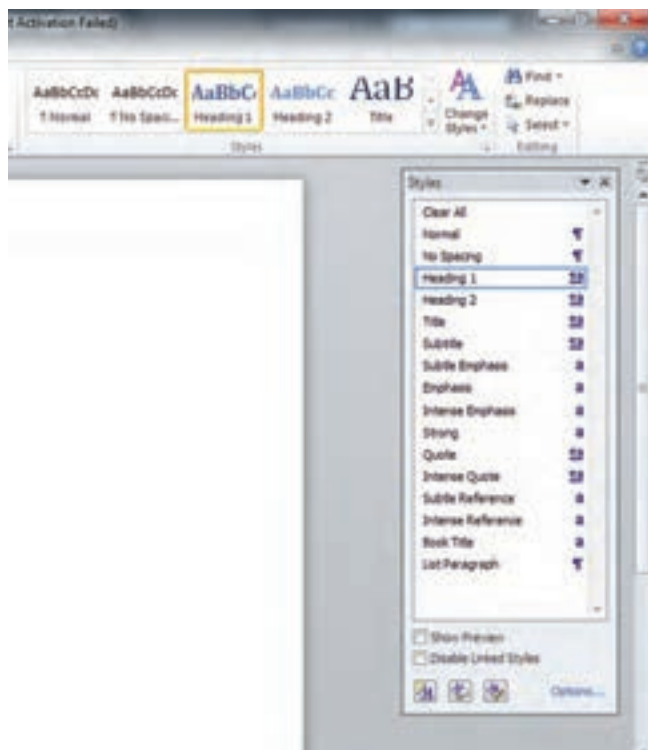 t Activation Failed)
AaBbCcDc AaBbCcDc AaBbC AaBbCc AaB
¶ Normal ¶ No Spaci... Heading 1 Heading 2 Title
Change
Styles
Find
Replace
Select
Styles
Editing
Styles
Clear All
Normal ¶
No Spacing ¶
Heading 1 ¶a
Heading 2 ¶a
Title ¶a
Subtitle ¶a
Subtle Emphasis a
Emphasis a
Intense Emphasis a
Strong a
Quote ¶a
Intense Quote ¶a
Subtle Reference a
Intense Reference a
Book Title a
List Paragraph ¶
Show Preview
Disable Linked Styles
Options...